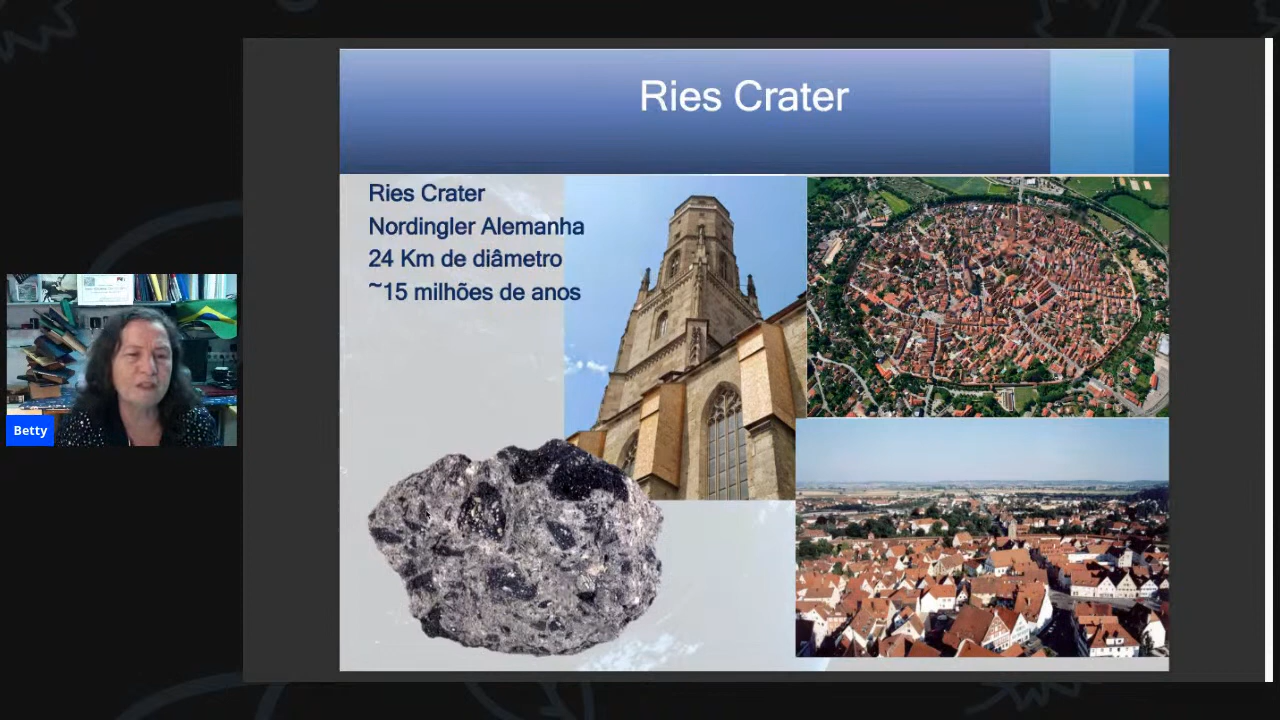 Ries Crater
Ries Crater
Nordingler Alemanha
24 Km de diâmetro
~15 milhões de anos
Betty